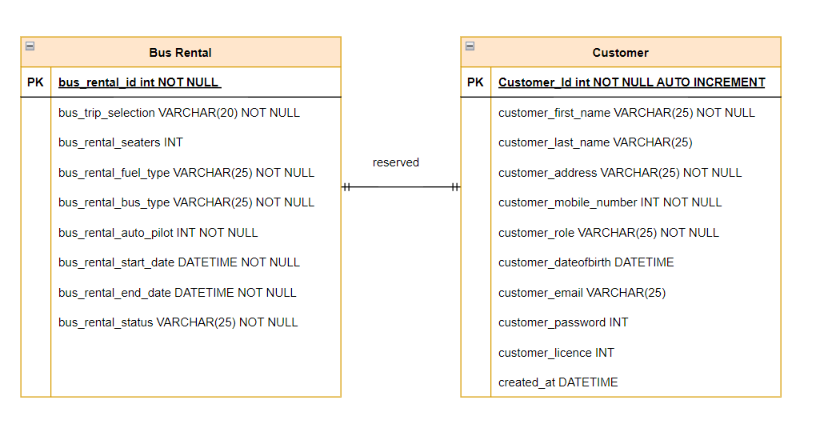 Bus Rental
PK bus_rental_id int NOT NULL
bus_trip_selection VARCHAR(20) NOT NULL
bus_rental_seaters INT
bus_rental_fuel_type VARCHAR(25) NOT NULL
bus_rental_bus_type VARCHAR(25) NOT NULL
bus_rental_auto_pilot INT NOT NULL
bus_rental_start_date DATETIME NOT NULL
bus_rental_end_date DATETIME NOT NULL
bus_rental_status VARCHAR(25) NOT NULL
reserved
Customer
PK Customer_Id int NOT NULL AUTO INCREMENT
customer_first_name VARCHAR(25) NOT NULL
customer_last_name VARCHAR(25)
customer_address VARCHAR(25) NOT NULL
customer_mobile_number INT NOT NULL
customer_role VARCHAR(25) NOT NULL
customer_dateofbirth DATETIME
customer_email VARCHAR(25)
customer_password INT
customer_licence INT
created_at DATETIME